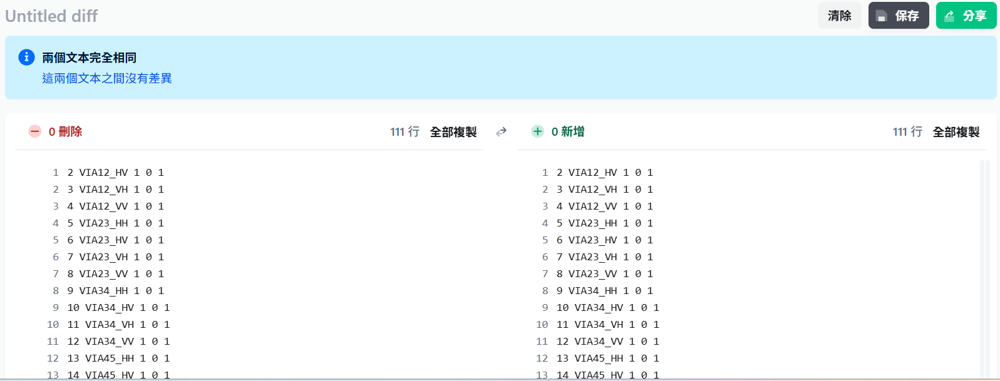 Untitled diff
清除
保存
分享
兩個文本完全相同
這兩個文本之間沒有差異
0 刪除
111 行
全部複製
0 新增
111 行
全部複製
1 2 VIA12_HV 1 0 1
2 3 VIA12_VH 1 0 1
3 4 VIA12_VV 1 0 1
4 5 VIA23_HH 1 0 1
5 6 VIA23_HV 1 0 1
6 7 VIA23_VH 1 0 1
7 8 VIA23_VV 1 0 1
8 9 VIA34_HH 1 0 1
9 10 VIA34_HV 1 0 1
10 11 VIA34_VH 1 0 1
11 12 VIA34_VV 1 0 1
12 13 VIA45_HH 1 0 1
13 14 VIA45_HV 1 0 1
1 2 VIA12_HV 1 0 1
2 3 VIA12_VH 1 0 1
3 4 VIA12_VV 1 0 1
4 5 VIA23_HH 1 0 1
5 6 VIA23_HV 1 0 1
6 7 VIA23_VH 1 0 1
7 8 VIA23_VV 1 0 1
8 9 VIA34_HH 1 0 1
9 10 VIA34_HV 1 0 1
10 11 VIA34_VH 1 0 1
11 12 VIA34_VV 1 0 1
12 13 VIA45_HH 1 0 1
13 14 VIA45_HV 1 0 1